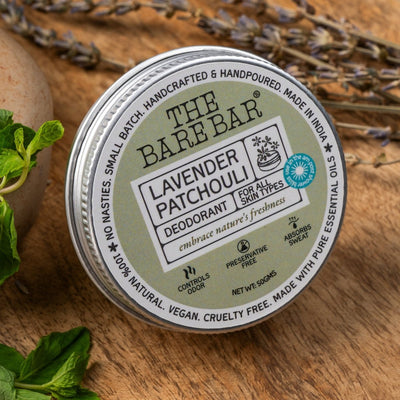 ★ NO NASTIES. SMALL BATCH. HANDCRAFTED & HANDPOURED. MADE IN INDIA ★
THE
BARE BAR®
LAVENDER
PATCHOULI
DEODORANT
FOR ALL
SKIN TYPES
embrace nature's freshness
CONTROLS
ODOR
PRESERVATIVE
FREE
ABSORBS
SWEAT
NET WT: 50GMS
100% NATURAL. VEGAN. CRUELTY FREE. MADE WITH PURE ESSENTIAL OILS